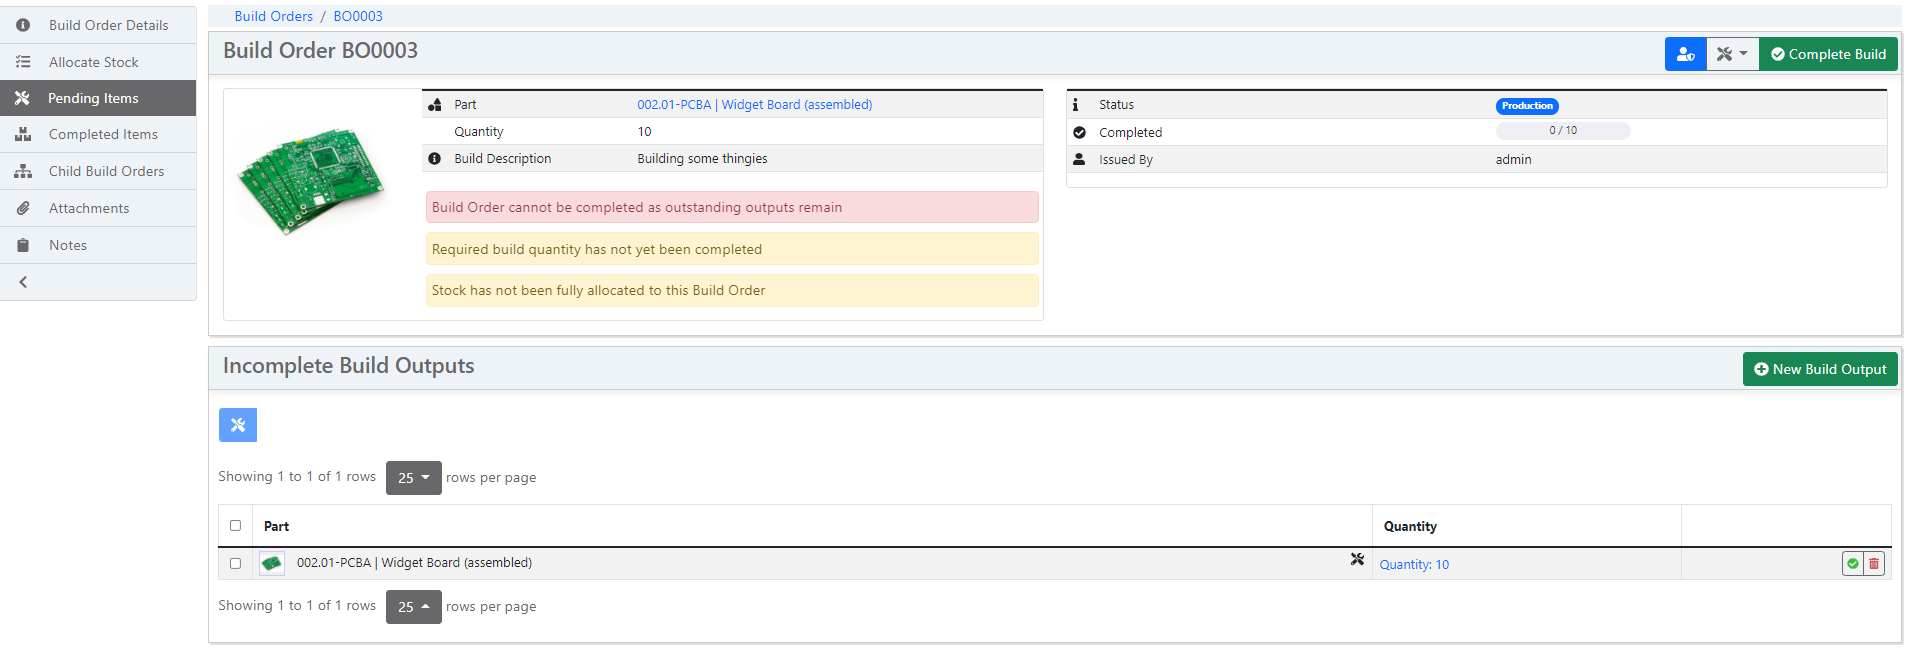 Build Order Details
Allocate Stock
Pending Items
Completed Items
Child Build Orders
Attachments
Notes
Build Orders / BO0003
Build Order BO0003
Complete Build
Part 002.01-PCBA | Widget Board (assembled)
Quantity 10
Build Description Building some thingies
Build Order cannot be completed as outstanding outputs remain
Required build quantity has not yet been completed
Stock has not been fully allocated to this Build Order
Status Production
Completed 0 / 10
Issued By admin
Incomplete Build Outputs
New Build Output
Showing 1 to 1 of 1 rows 25 rows per page
Part Quantity
002.01-PCBA | Widget Board (assembled) Quantity: 10
Showing 1 to 1 of 1 rows 25 rows per page